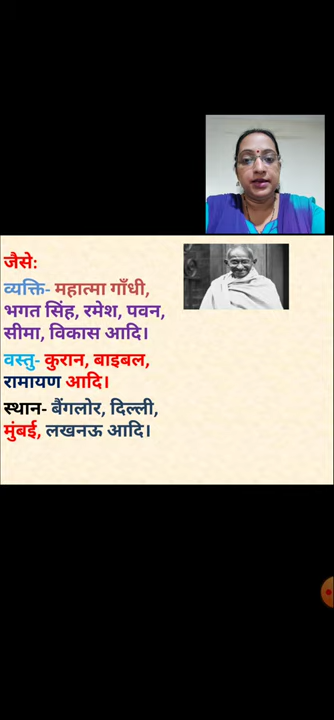 जैसे:
व्यक्ति- महात्मा गाँधी,
भगत सिंह, रमेश, पवन,
सीमा, विकास आदि।
वस्तु- कुरान, बाइबल,
रामायण आदि।
स्थान- बैंगलोर, दिल्ली,
मुंबई, लखनऊ आदि।